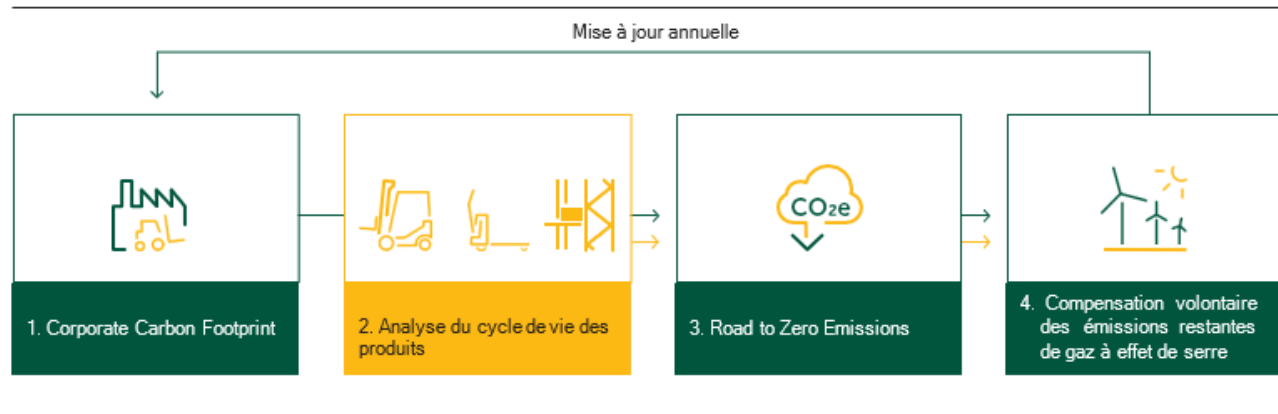 Mise à jour annuelle
CO₂e
1. Corporate Carbon Footprint
2. Analyse du cycle de vie des
produits
3. Road to Zero Emissions
4. Compensation volontaire
des émissions restantes
de gaz à effet de serre